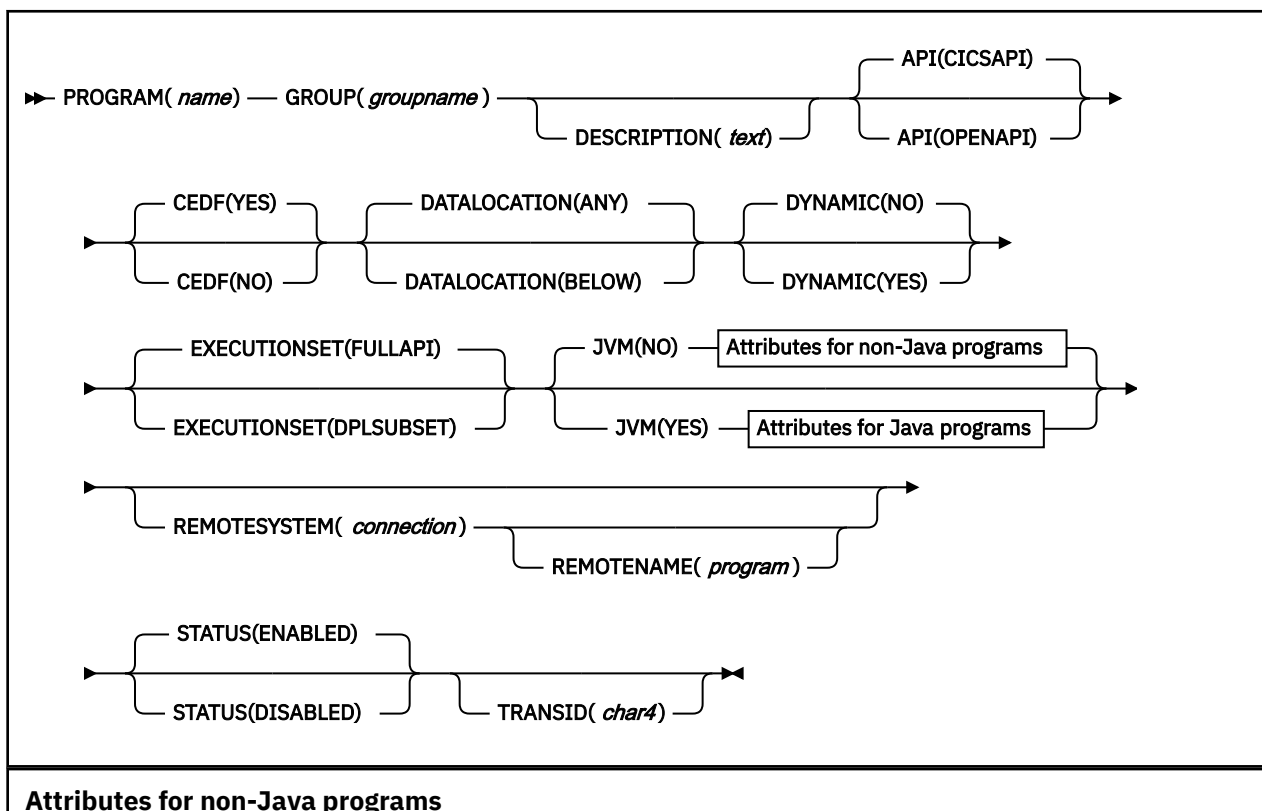 API(CICSAPI)
PROGRAM( name) GROUP( groupname )
DESCRIPTION( text) API(OPENAPI)
CEDF(YES) DATALOCATION(ANY) DYNAMIC(NO)
CEDF(NO) DATALOCATION(BELOW) DYNAMIC(YES)
EXECUTIONSET(FULLAPI) JVM(NO) Attributes for non-Java programs
EXECUTIONSET(DPLSUBSET) JVM(YES) Attributes for Java programs
REMOTESYSTEM( connection)
REMOTENAME( program )
STATUS(ENABLED)
STATUS(DISABLED) TRANSID( char4)
Attributes for non-Java programs